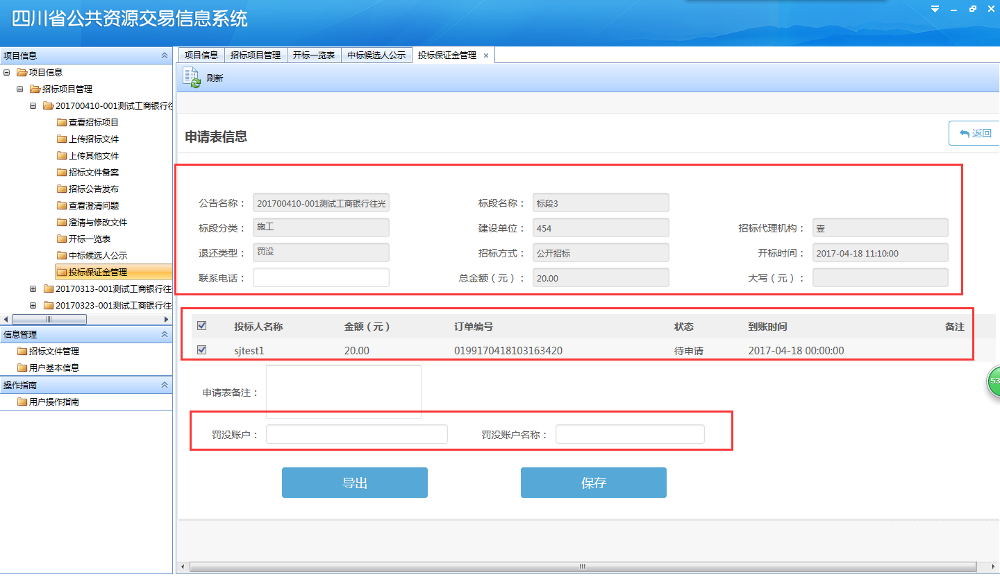 四川省公共资源交易信息系统
项目信息
项目信息
招标项目管理
201700410-001测试工商银行往
查看招标项目
上传招标文件
上传其他文件
招标文件备案
招标公告发布
查看澄清问题
澄清与修改文件
开标一览表
中标候选人公示
投标保证金管理
20170313-001测试工商银行往
20170323-001测试工商银行往
信息管理
招标文件管理
用户基本信息
操作指南
用户操作指南
项目信息 招标项目管理 开标一览表 中标候选人公示 投标保证金管理 ×
刷新
申请表信息 返回
公告名称： 201700410-001测试工商银行往光 标段名称： 标段3
标段分类： 施工 建设单位： 454 招标代理机构： 壹
退还类型： 罚没 招标方式： 公开招标 开标时间： 2017-04-18 11:10:00
联系电话： 总金额（元）： 20.00 大写（元）：
投标人名称 金额（元） 订单编号 状态 到账时间 备注
sjtest1 20.00 0199170418103163420 待申请 2017-04-18 00:00:00
申请表备注：
53
罚没账户： 罚没账户名称：
导出 保存